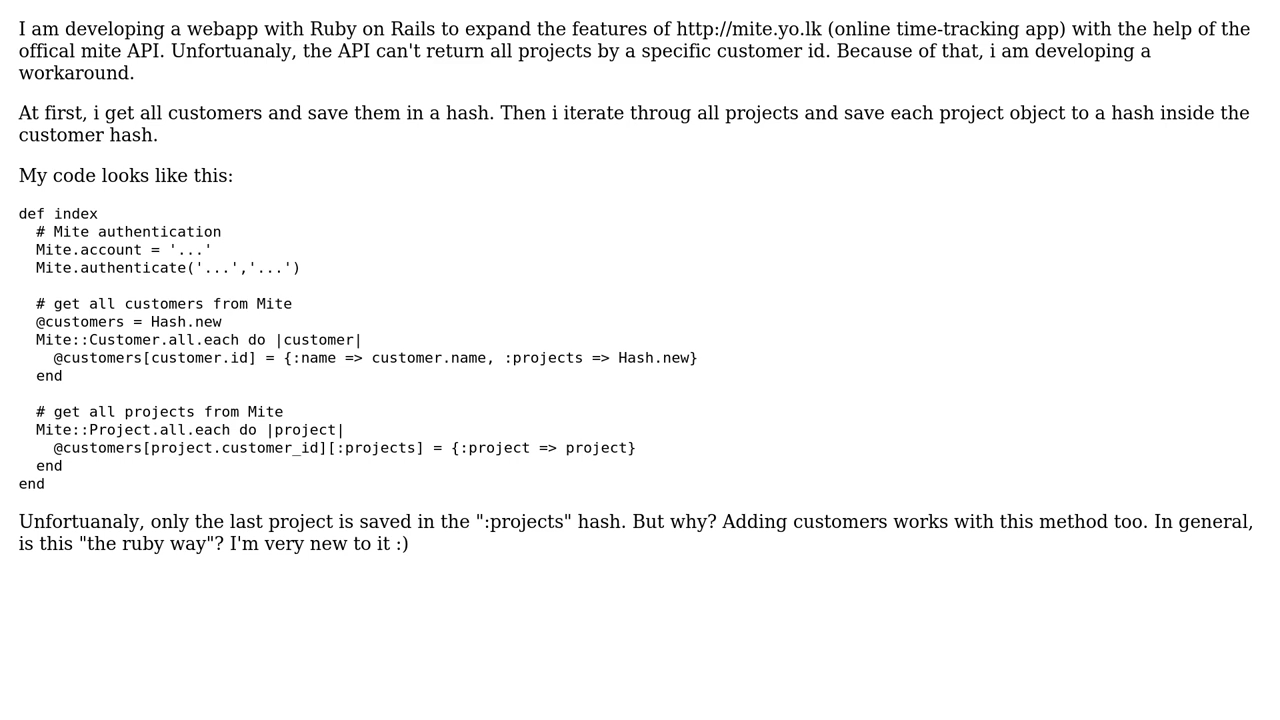 I am developing a webapp with Ruby on Rails to expand the features of http://mite.yo.lk (online time-tracking app) with the help of the
offical mite API. Unfortuanaly, the API can't return all projects by a specific customer id. Because of that, i am developing a
workaround.
At first, i get all customers and save them in a hash. Then i iterate throug all projects and save each project object to a hash inside the
customer hash.
My code looks like this:
def index
  # Mite authentication
  Mite.account = '...'
  Mite.authenticate('...','...')

  # get all customers from Mite
  @customers = Hash.new
  Mite::Customer.all.each do |customer|
    @customers[customer.id] = {:name => customer.name, :projects => Hash.new}
  end

  # get all projects from Mite
  Mite::Project.all.each do |project|
    @customers[project.customer_id][:projects] = {:project => project}
  end
end
Unfortuanaly, only the last project is saved in the ":projects" hash. But why? Adding customers works with this method too. In general,
is this "the ruby way"? I'm very new to it :)